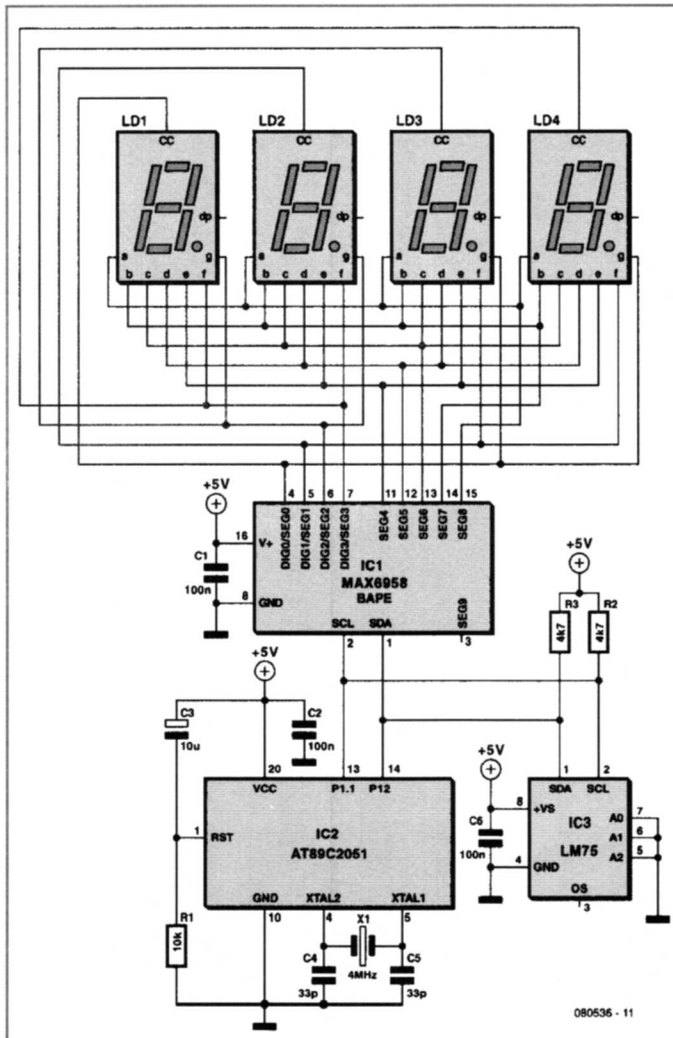 LD1 LD2 LD3 LD4
CC CC CC CC
dp dp dp dp
a g a g a g a g
b c d e f b c d e f b c d e f b c d e f
+5V
4 5 6 7 11 12 13 14 15
16 V+
DIG0/SEG0 DIG1/SEG1 DIG2/SEG2 DIG3/SEG3 SEG4 SEG5 SEG6 SEG7 SEG8
C1
100n
IC1
MAX6958
BAPE
8 GND
SCL SDA SEG9
2 1 3
+5V
R3 R2
4k7 4k7
+5V
C3
10u
C2
100n
20 13 14
VCC P1.1 P12
1 RST
IC2
AT89C2051
GND XTAL2 XTAL1
10 4 5
R1
10k
X1
4MHz
C4
33p
C5
33p
+5V
1 2
SDA SCL
8 +VS
C6
100n
IC3
LM75
A0 7
A1 6
A2 5
4 GND
OS
3
080536 - 11